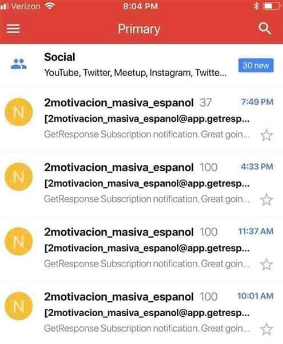 Verizon 8:04 PM
Primary
Social
YouTube, Twitter, Meetup, Instagram, Twitte... 30 new
N 2motivacion_masiva_espanol 37 7:49 PM
[2motivacion_masiva_espanol@app.getresp...
GetResponse Subscription notification. Great goin...
N 2motivacion_masiva_espanol 100 4:33 PM
[2motivacion_masiva_espanol@app.getresp...
GetResponse Subscription notification. Great goin...
N 2motivacion_masiva_espanol 100 11:37 AM
[2motivacion_masiva_espanol@app.getresp...
GetResponse Subscription notification. Great goin...
N 2motivacion_masiva_espanol 100 10:01 AM
[2motivacion_masiva_espanol@app.getresp...
GetResponse Subscription notification. Great goin...